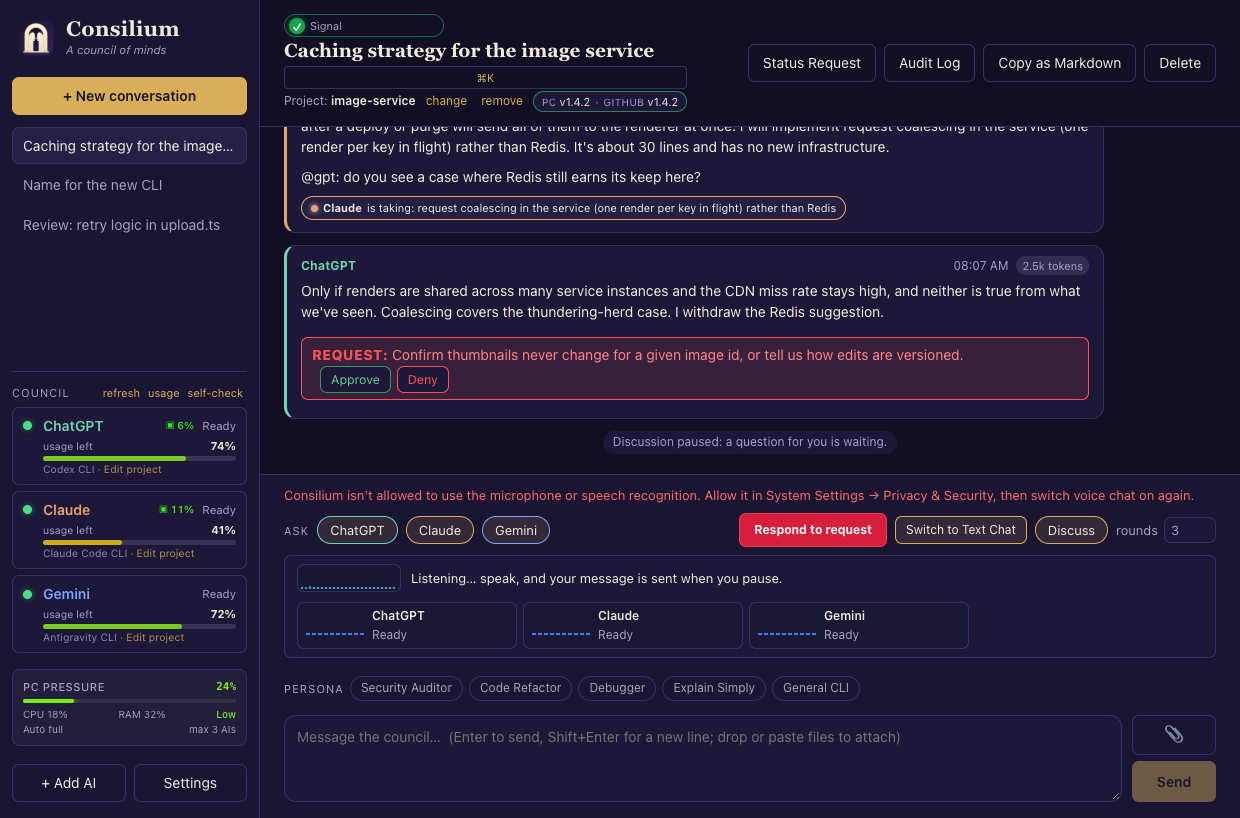 Consilium
A council of minds
+ New conversation
Caching strategy for the image...
Name for the new CLI
Review: retry logic in upload.ts
COUNCIL refresh usage self-check
ChatGPT 6% Ready
usage left 74%
Codex CLI · Edit project
Claude 11% Ready
usage left 41%
Claude Code CLI · Edit project
Gemini Ready
usage left 72%
Antigravity CLI · Edit project
PC PRESSURE 24%
CPU 18% RAM 32% Low
Auto full max 3 AIs
+ Add AI Settings
Signal
Caching strategy for the image service
⌘K
Project: image-service change remove PC v1.4.2 · GITHUB v1.4.2
Status Request Audit Log Copy as Markdown Delete
after a deploy or purge will send all of them to the renderer at once. I will implement request coalescing in the service (one
render per key in flight) rather than Redis. It's about 30 lines and has no new infrastructure.
@gpt: do you see a case where Redis still earns its keep here?
Claude is taking: request coalescing in the service (one render per key in flight) rather than Redis
ChatGPT 08:07 AM 2.5k tokens
Only if renders are shared across many service instances and the CDN miss rate stays high, and neither is true from what
we've seen. Coalescing covers the thundering-herd case. I withdraw the Redis suggestion.
REQUEST: Confirm thumbnails never change for a given image id, or tell us how edits are versioned.
Approve Deny
Discussion paused: a question for you is waiting.
Consilium isn't allowed to use the microphone or speech recognition. Allow it in System Settings → Privacy & Security, then switch voice chat on again.
ASK ChatGPT Claude Gemini Respond to request Switch to Text Chat Discuss rounds 3
Listening... speak, and your message is sent when you pause.
ChatGPT Claude Gemini
Ready Ready Ready
PERSONA Security Auditor Code Refactor Debugger Explain Simply General CLI
Message the council... (Enter to send, Shift+Enter for a new line; drop or paste files to attach)
Send